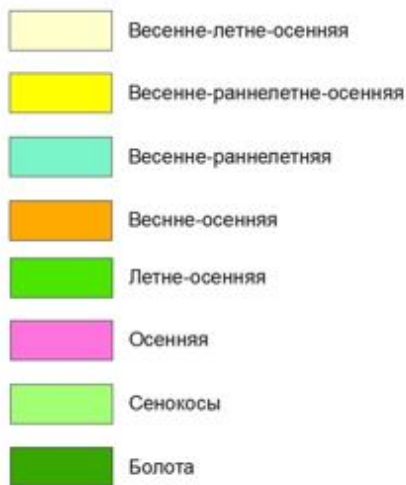 Весенне-летне-осенняя
Весенне-раннелетне-осенняя
Весенне-раннелетняя
Веснне-осенняя
Летне-осенняя
Осенняя
Сенокосы
Болота